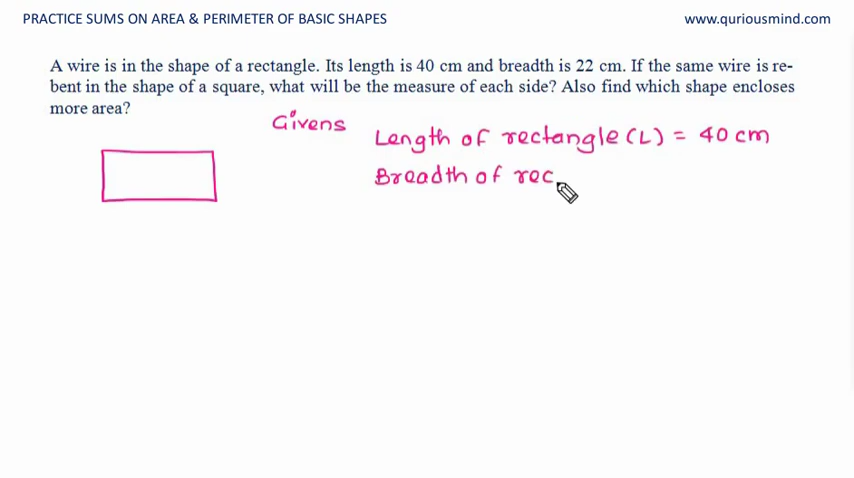 PRACTICE SUMS ON AREA & PERIMETER OF BASIC SHAPES
www.quriousmind.com
A wire is in the shape of a rectangle. Its length is 40 cm and breadth is 22 cm. If the same wire is re-
bent in the shape of a square, what will be the measure of each side? Also find which shape encloses
more area?
Givens
Length of rectangle (L) = 40 cm
Breadth of rec